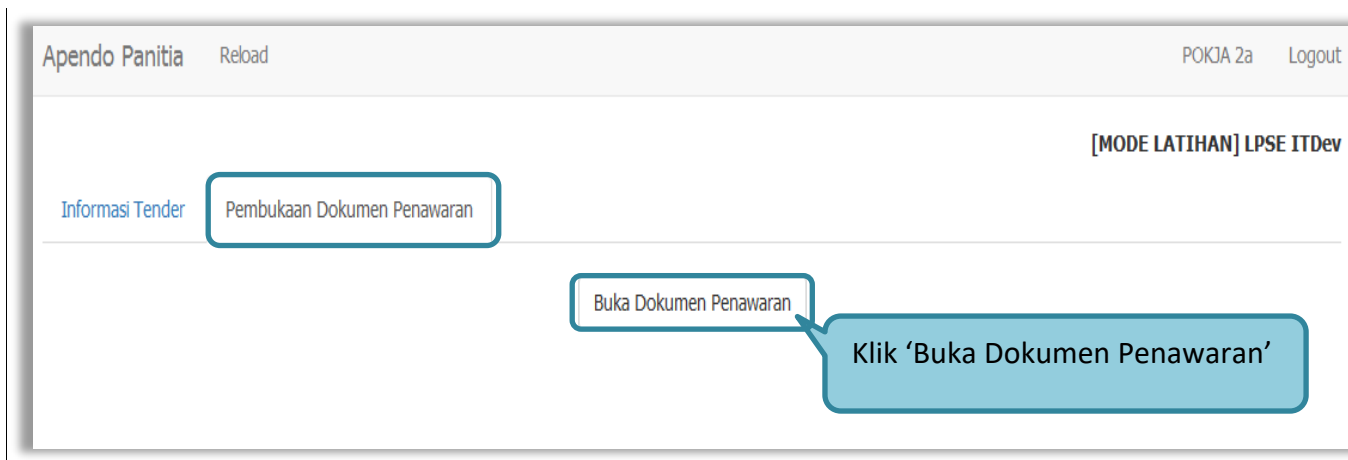 Apendo Panitia Reload POKJA 2a Logout
[MODE LATIHAN] LPSE ITDev
Informasi Tender Pembukaan Dokumen Penawaran
Buka Dokumen Penawaran
Klik ‘Buka Dokumen Penawaran’